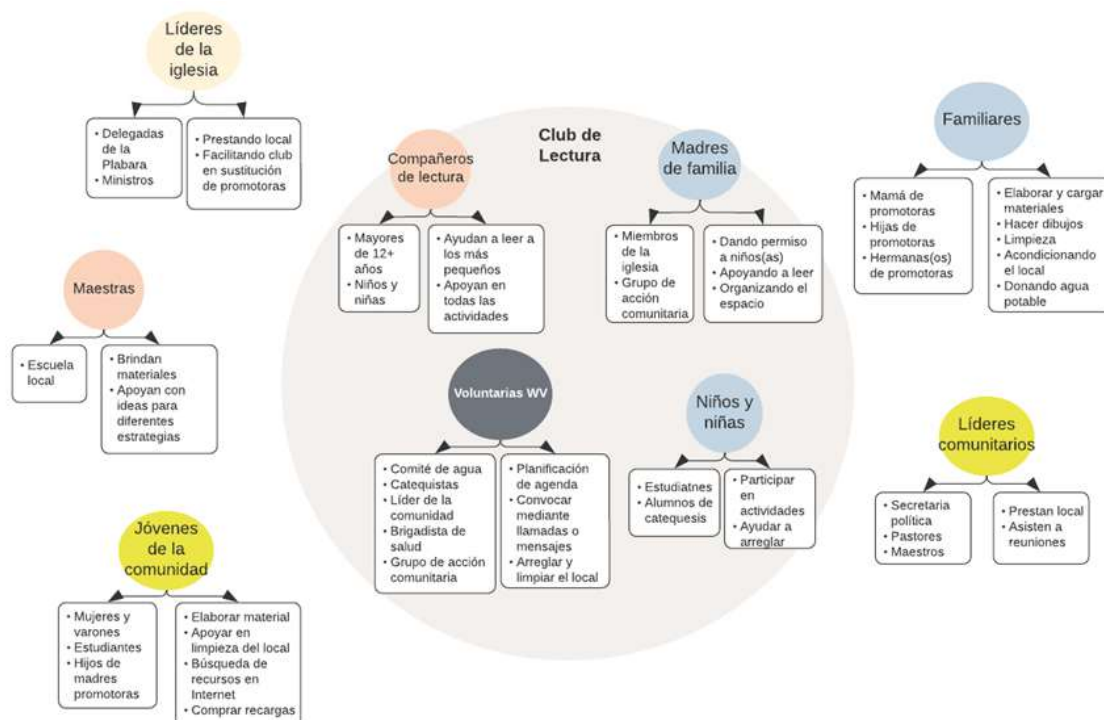 Líderes
de la
iglesia
• Delegadas
de la
Plabara
• Ministros
• Prestando local
• Facilitando club
en sustitución
de promotoras
Club de
Lectura
Compañeros
de lectura
• Mayores
de 12+
años
• Niños y
niñas
• Ayudan a leer a
los más
pequeños
• Apoyan en
todas las
actividades
Madres
de familia
• Miembros
de la
iglesia
• Grupo de
acción
comunitaria
• Dando permiso
a niños(as)
• Apoyando a leer
• Organizando el
espacio
Familiares
• Mamá de
promotoras
• Hijas de
promotoras
• Hermanas(os)
de promotoras
• Elaborar y cargar
materiales
• Hacer dibujos
• Limpieza
• Acondicionando
el local
• Donando agua
potable
Maestras
• Escuela
local
• Brindan
materiales
• Apoyan con
ideas para
diferentes
estrategias
Voluntarias WV
• Comité de agua
• Catequistas
• Líder de la
comunidad
• Brigadista de
salud
• Grupo de acción
comunitaria
• Planificación
de agenda
• Convocar
mediante
llamadas o
mensajes
• Arreglar y
limpiar el local
Niños y
niñas
• Estudiatnes
• Alumnos de
catequesis
• Participar
en
actividades
• Ayudar a
arreglar
Líderes
comunitarios
• Secretaria
política
• Pastores
• Maestros
• Prestan local
• Asisten a
reuniones
Jóvenes
de la
comunidad
• Mujeres y
varones
• Estudiantes
• Hijos de
madres
promotoras
• Elaborar material
• Apoyar en
limpieza del local
• Búsqueda de
recursos en
Internet
• Comprar recargas